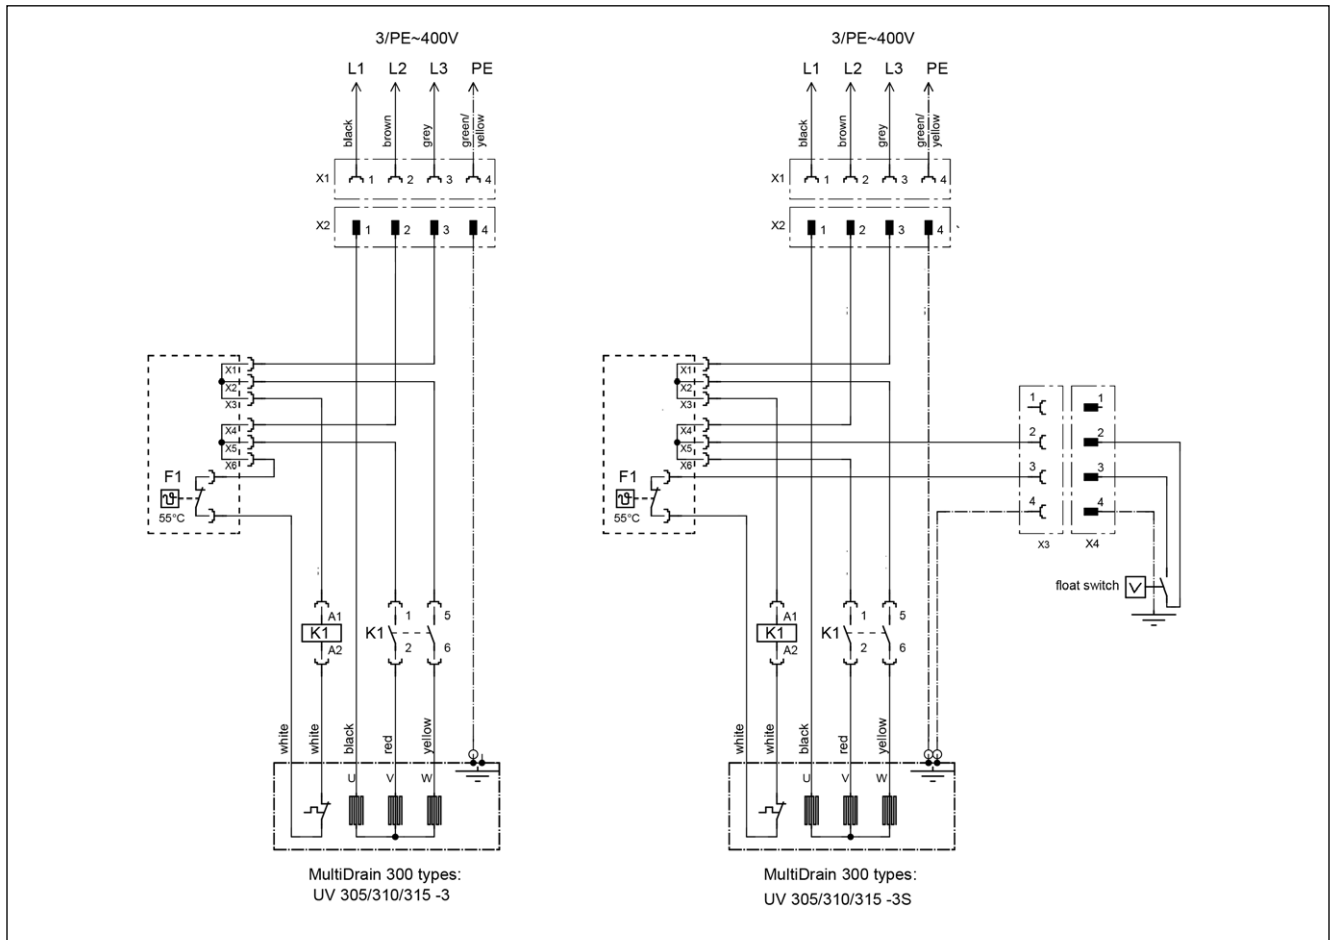 3/PE~400V
L1 L2 L3 PE
black
brown
grey
green/
yellow
X1 1 2 3 4
X2 1 2 3 4
X1
X2
X3
X4
X5
X6
F1
55°C
A1
K1
A2
K1
1
2
5
6
white
white
black
red
yellow
U V W
MultiDrain 300 types:
UV 305/310/315 -3
3/PE~400V
L1 L2 L3 PE
black
brown
grey
green/
yellow
X1 1 2 3 4
X2 1 2 3 4
X1
X2
X3
X4
X5
X6
F1
55°C
1
2
3
4
X3
1
2
3
4
X4
float switch
A1
K1
A2
K1
1
2
5
6
white
white
black
red
yellow
U V W
MultiDrain 300 types:
UV 305/310/315 -3S